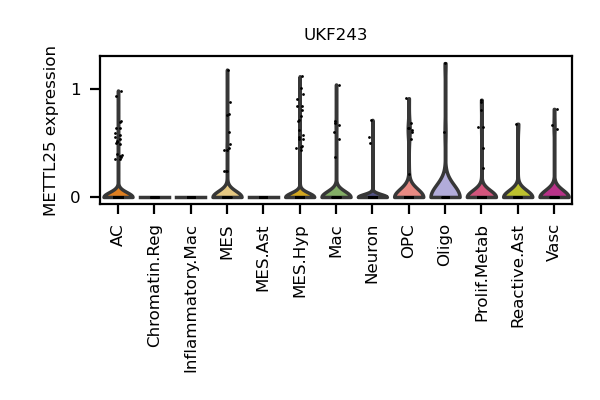 UKF243
METTL25 expression
1
0
AC
Chromatin.Reg
Inflammatory.Mac
MES
MES.Ast
MES.Hyp
Mac
Neuron
OPC
Oligo
Prolif.Metab
Reactive.Ast
Vasc